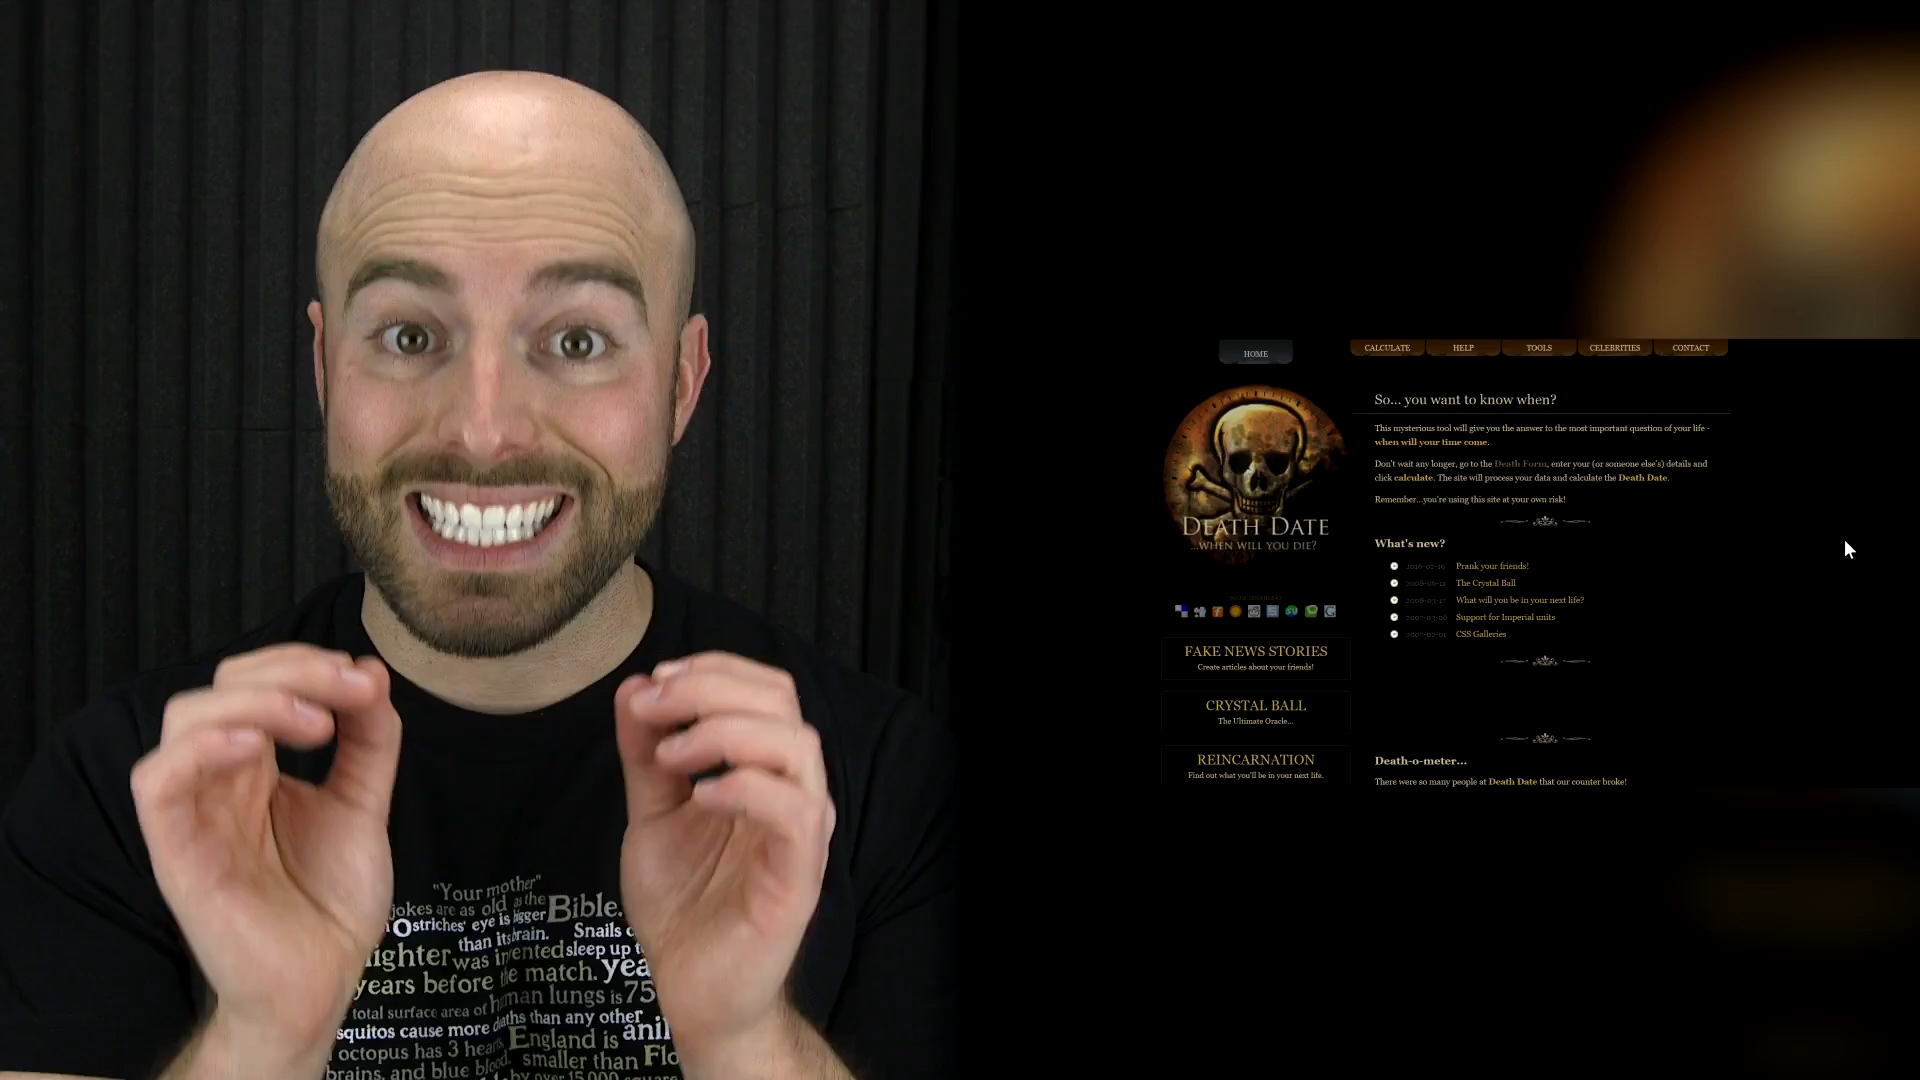 "Your mother"
jokes are as old as the
Bible.
Ostriches' eye is bigger
than its brain.
Snails
ighter was invented
sleep up t
years before the match.
yea
total surface area of human lungs is 75
squitos cause more deaths than any other
anil
octopus has 3 hear
England is
brains, and blue blood.
smaller than Flo
by over 15,000 square
HOME
CALCULATE
HELP
TOOLS
CELEBRITIES
CONTACT
DEATH DATE
...WHEN WILL YOU DIE?
FAKE NEWS STORIES
Create articles about your friends!
CRYSTAL BALL
The Ultimate Oracle...
REINCARNATION
Find out what you'll be in your next life.
So... you want to know when?
This mysterious tool will give you the answer to the most important question of your life -
when will your time come.
Don't wait any longer, go to the Death Form, enter your (or someone else's) details and
click calculate. The site will process your data and calculate the Death Date.
Remember...you're using this site at your own risk!
What's new?
Prank your friends!
The Crystal Ball
What will you be in your next life?
Support for Imperial units
CSS Galleries
Death-o-meter...
There were so many people at Death Date that our counter broke!